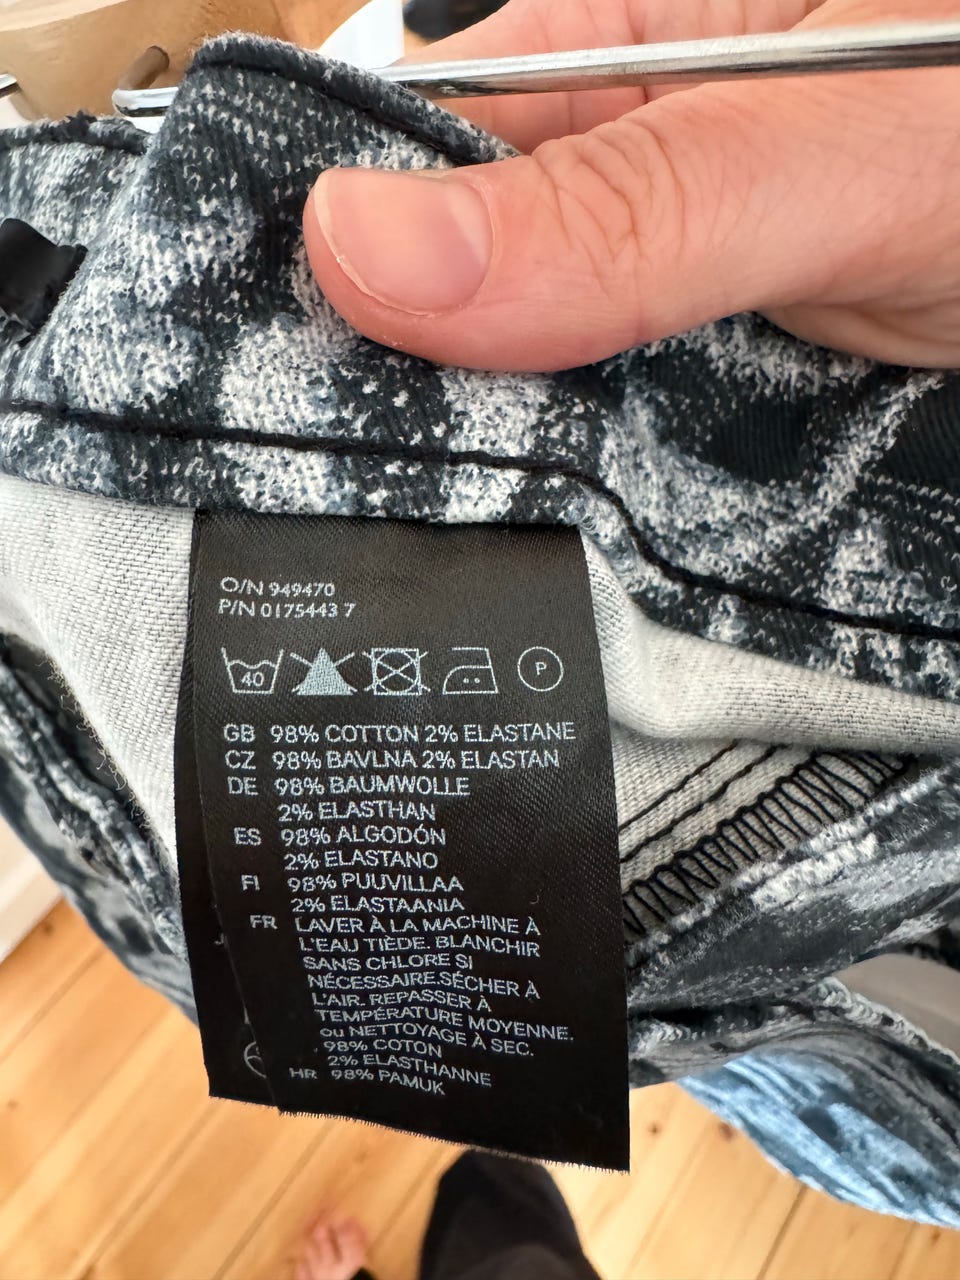 O/N 949470
P/N 0175443 7
40
P
GB 98% COTTON 2% ELASTANE
CZ 98% BAVLNA 2% ELASTAN
DE 98% BAUMWOLLE
2% ELASTHAN
ES 98% ALGODÓN
2% ELASTANO
FI 98% PUUVILLAA
2% ELASTAANIA
FR LAVER À LA MACHINE À
L'EAU TIÈDE. BLANCHIR
SANS CHLORE SI
NÉCESSAIRE.SÉCHER À
L'AIR. REPASSER À
TEMPÉRATURE MOYENNE.
ou NETTOYAGE À SEC.
98% COTON
2% ELASTHANNE
HR 98% PAMUK